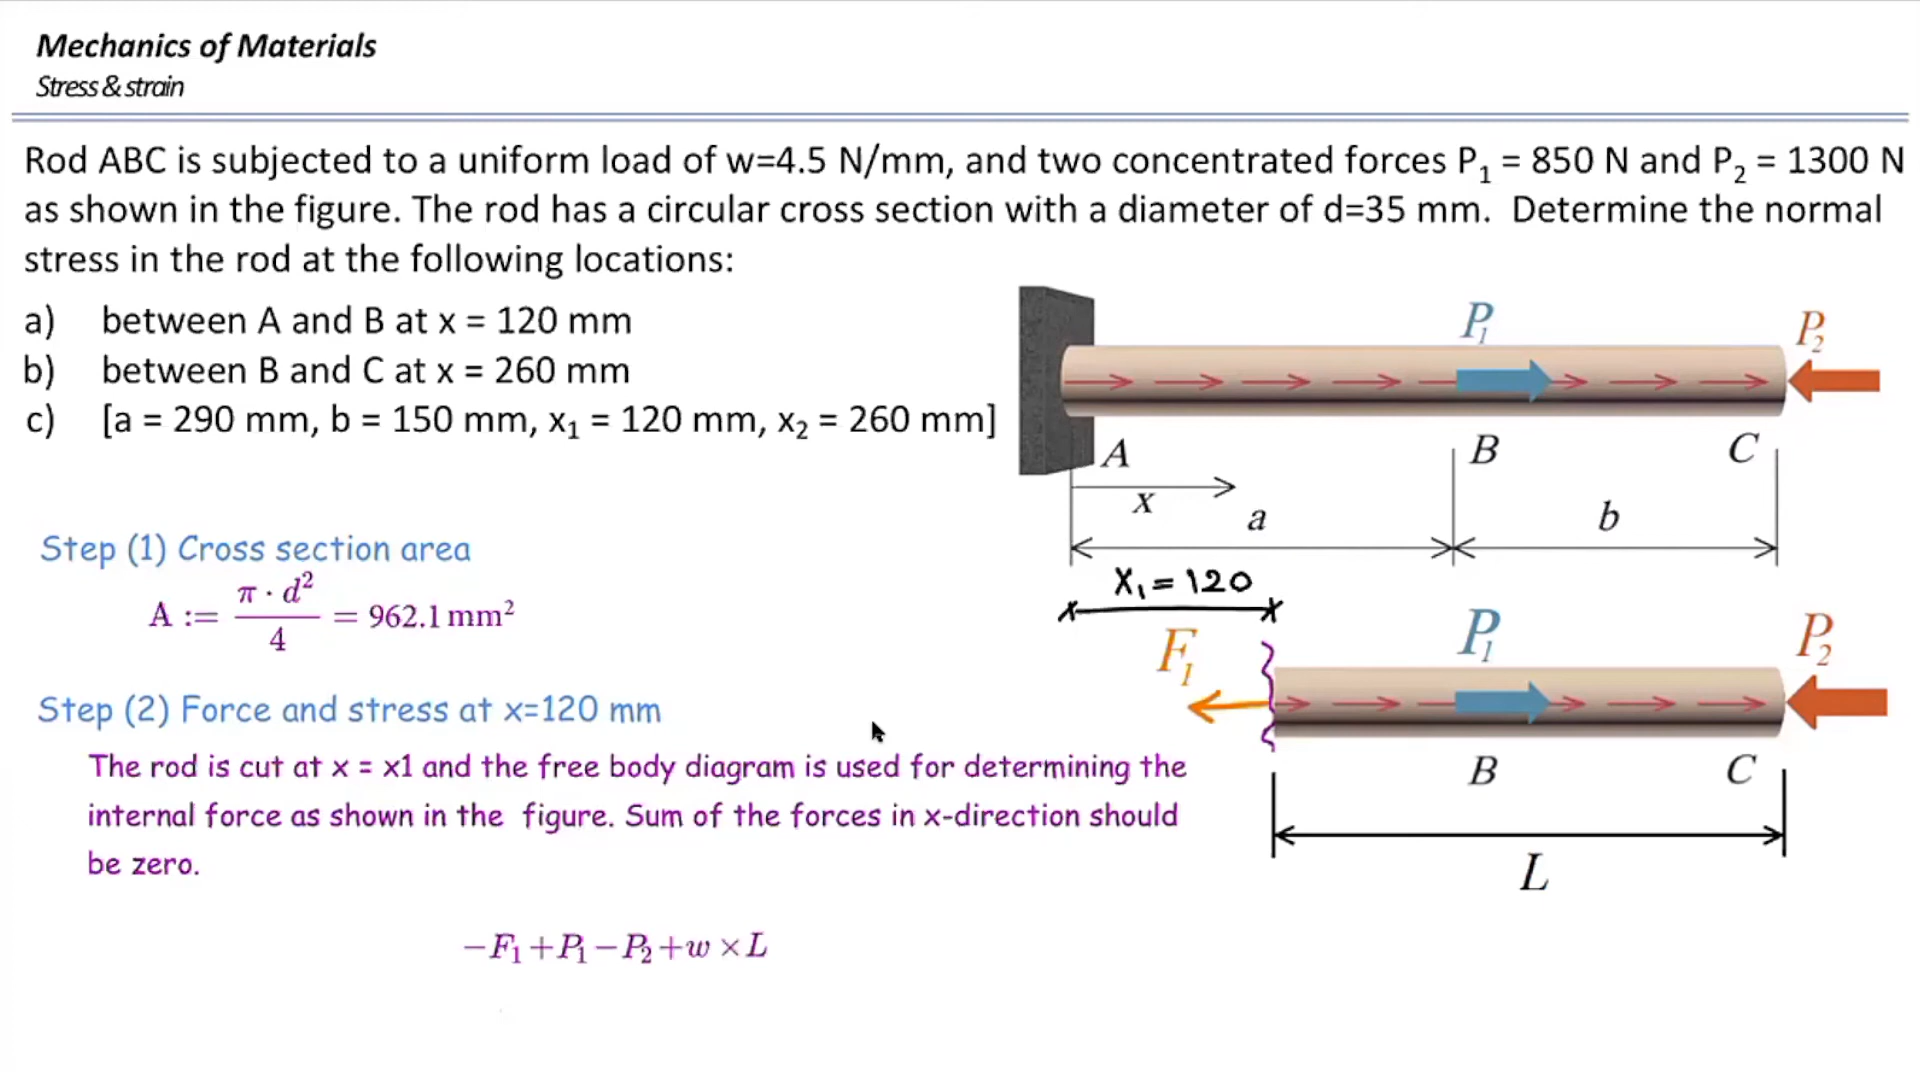 Mechanics of Materials
Stress & strain
Rod ABC is subjected to a uniform load of w=4.5 N/mm, and two concentrated forces P₁ = 850 N and P₂ = 1300 N
as shown in the figure. The rod has a circular cross section with a diameter of d=35 mm. Determine the normal
stress in the rod at the following locations:
a) between A and B at x = 120 mm
b) between B and C at x = 260 mm
c) [a = 290 mm, b = 150 mm, x₁ = 120 mm, x₂ = 260 mm]
P₁
P₂
A
B
C
x
a
b
Step (1) Cross section area
A := π · d² / 4 = 962.1 mm²
X₁ = 120
F₁
P₁
P₂
B
C
L
Step (2) Force and stress at x=120 mm
The rod is cut at x = x1 and the free body diagram is used for determining the
internal force as shown in the figure. Sum of the forces in x-direction should
be zero.
−F₁+P₁−P₂+w×L